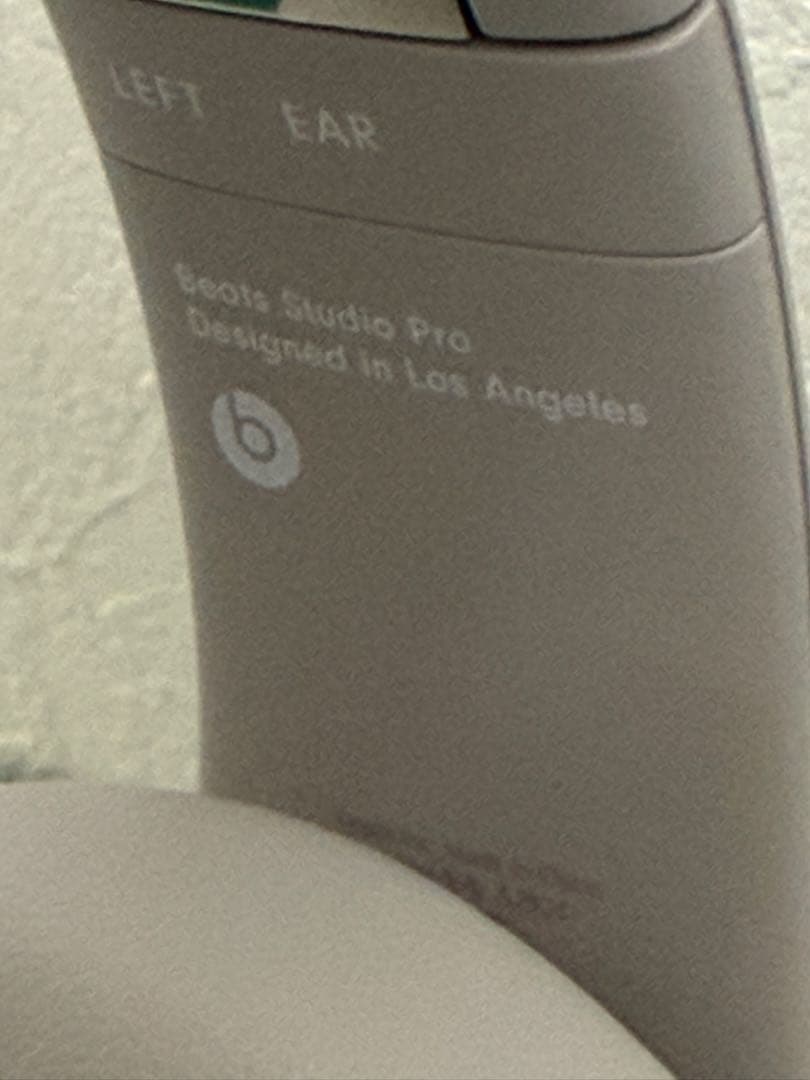 LEFT EAR
Beats Studio Pro
Designed in Los Angeles
b